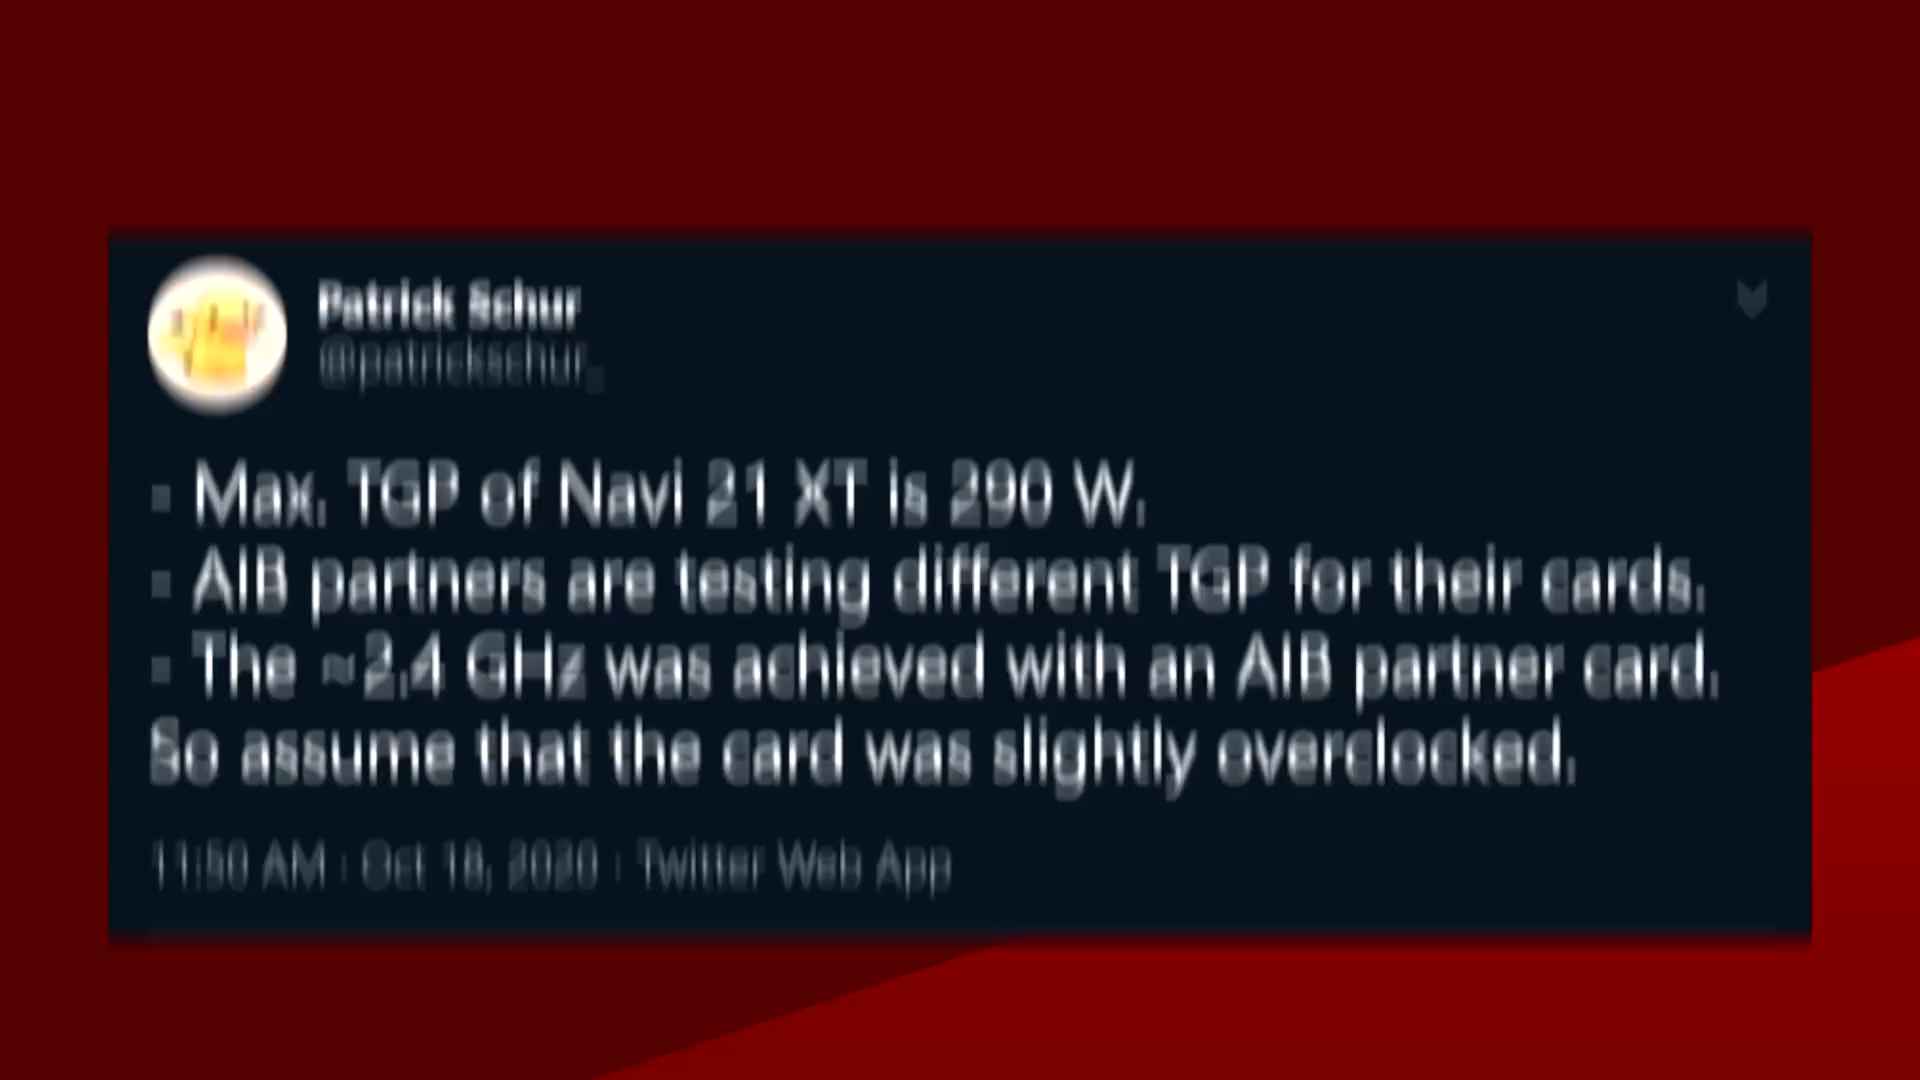 Patrick Schur
@patrickschur_
▪ Max. TGP of Navi 21 XT is 290 W.
▪ AIB partners are testing different TGP for their cards.
▪ The ~2.4 GHz was achieved with an AIB partner card.
So assume that the card was slightly overclocked.
11:50 AM · Oct 18, 2020 · Twitter Web App